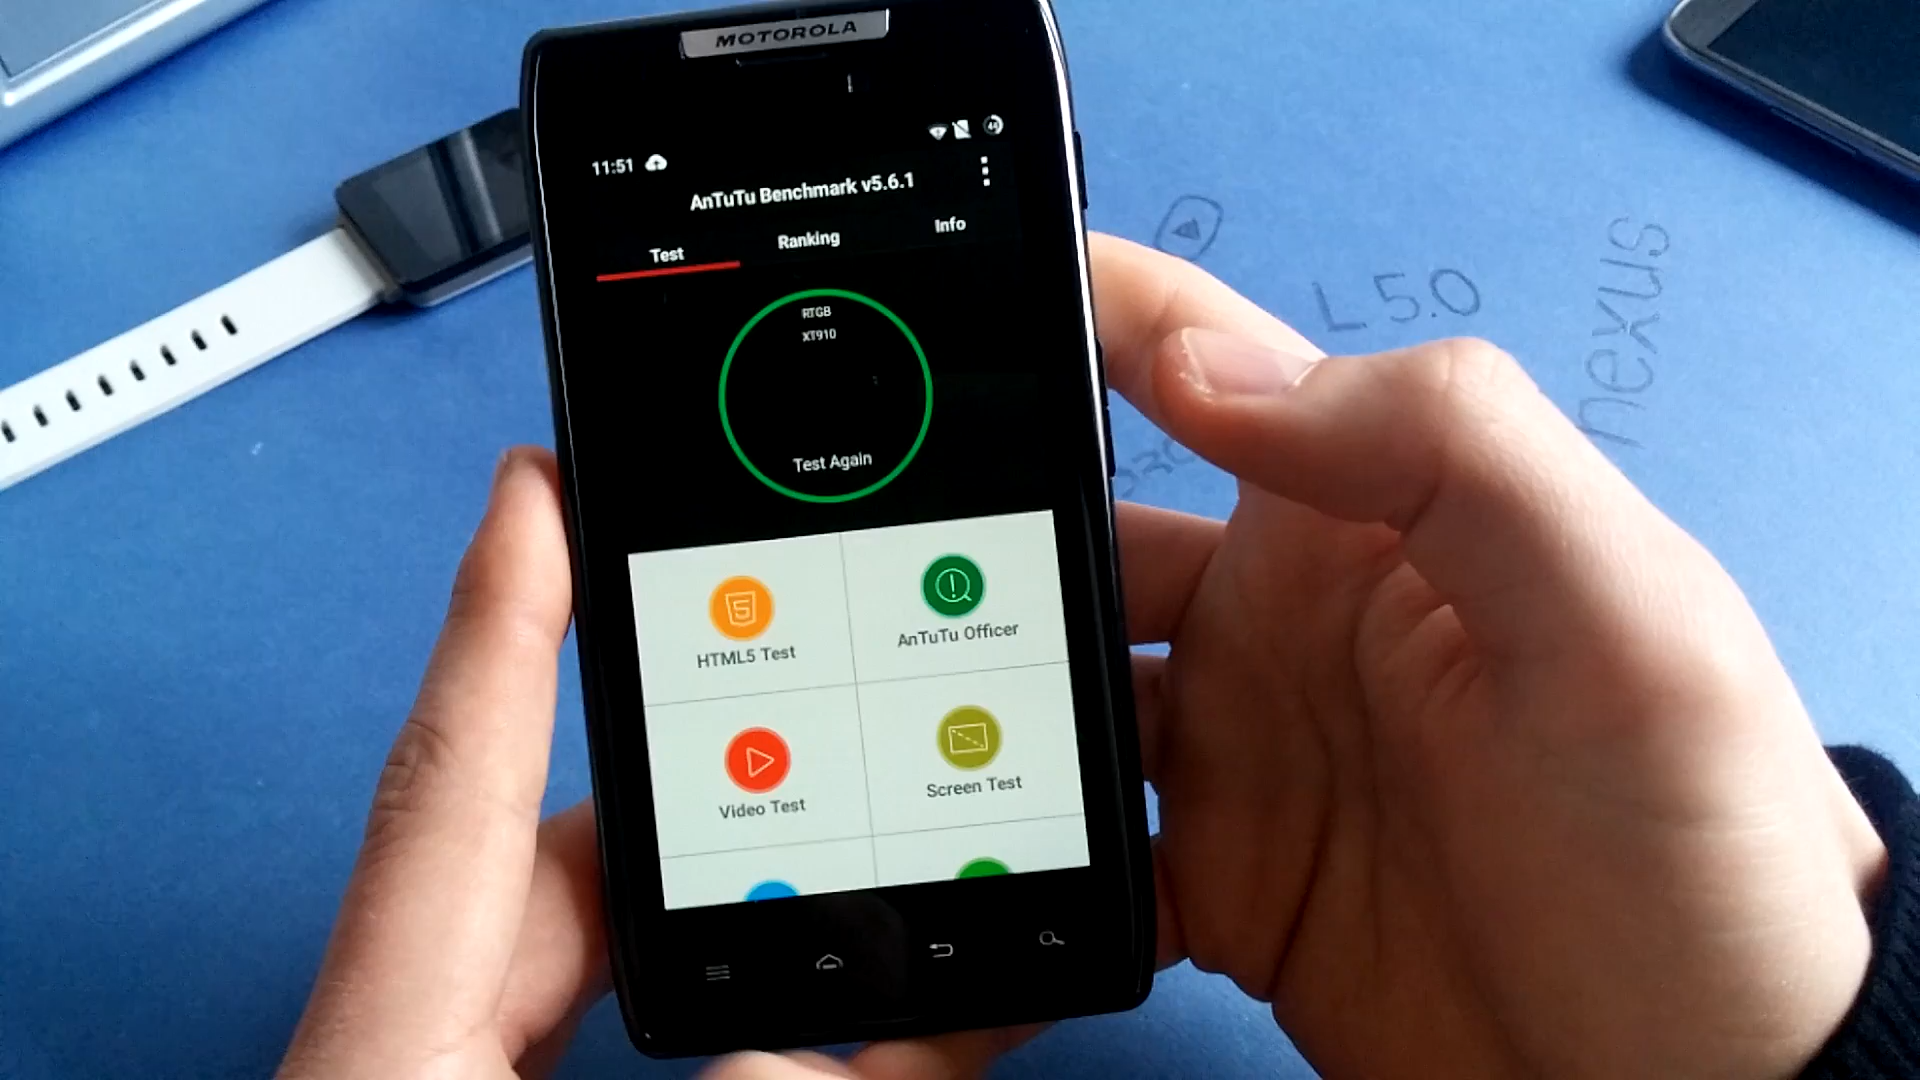 MOTOROLA
11:51
44
AnTuTu Benchmark v5.6.1
Test
Ranking
Info
RTGB
XT910
Test Again
HTML5 Test
AnTuTu Officer
Video Test
Screen Test
L 5.0
nexus